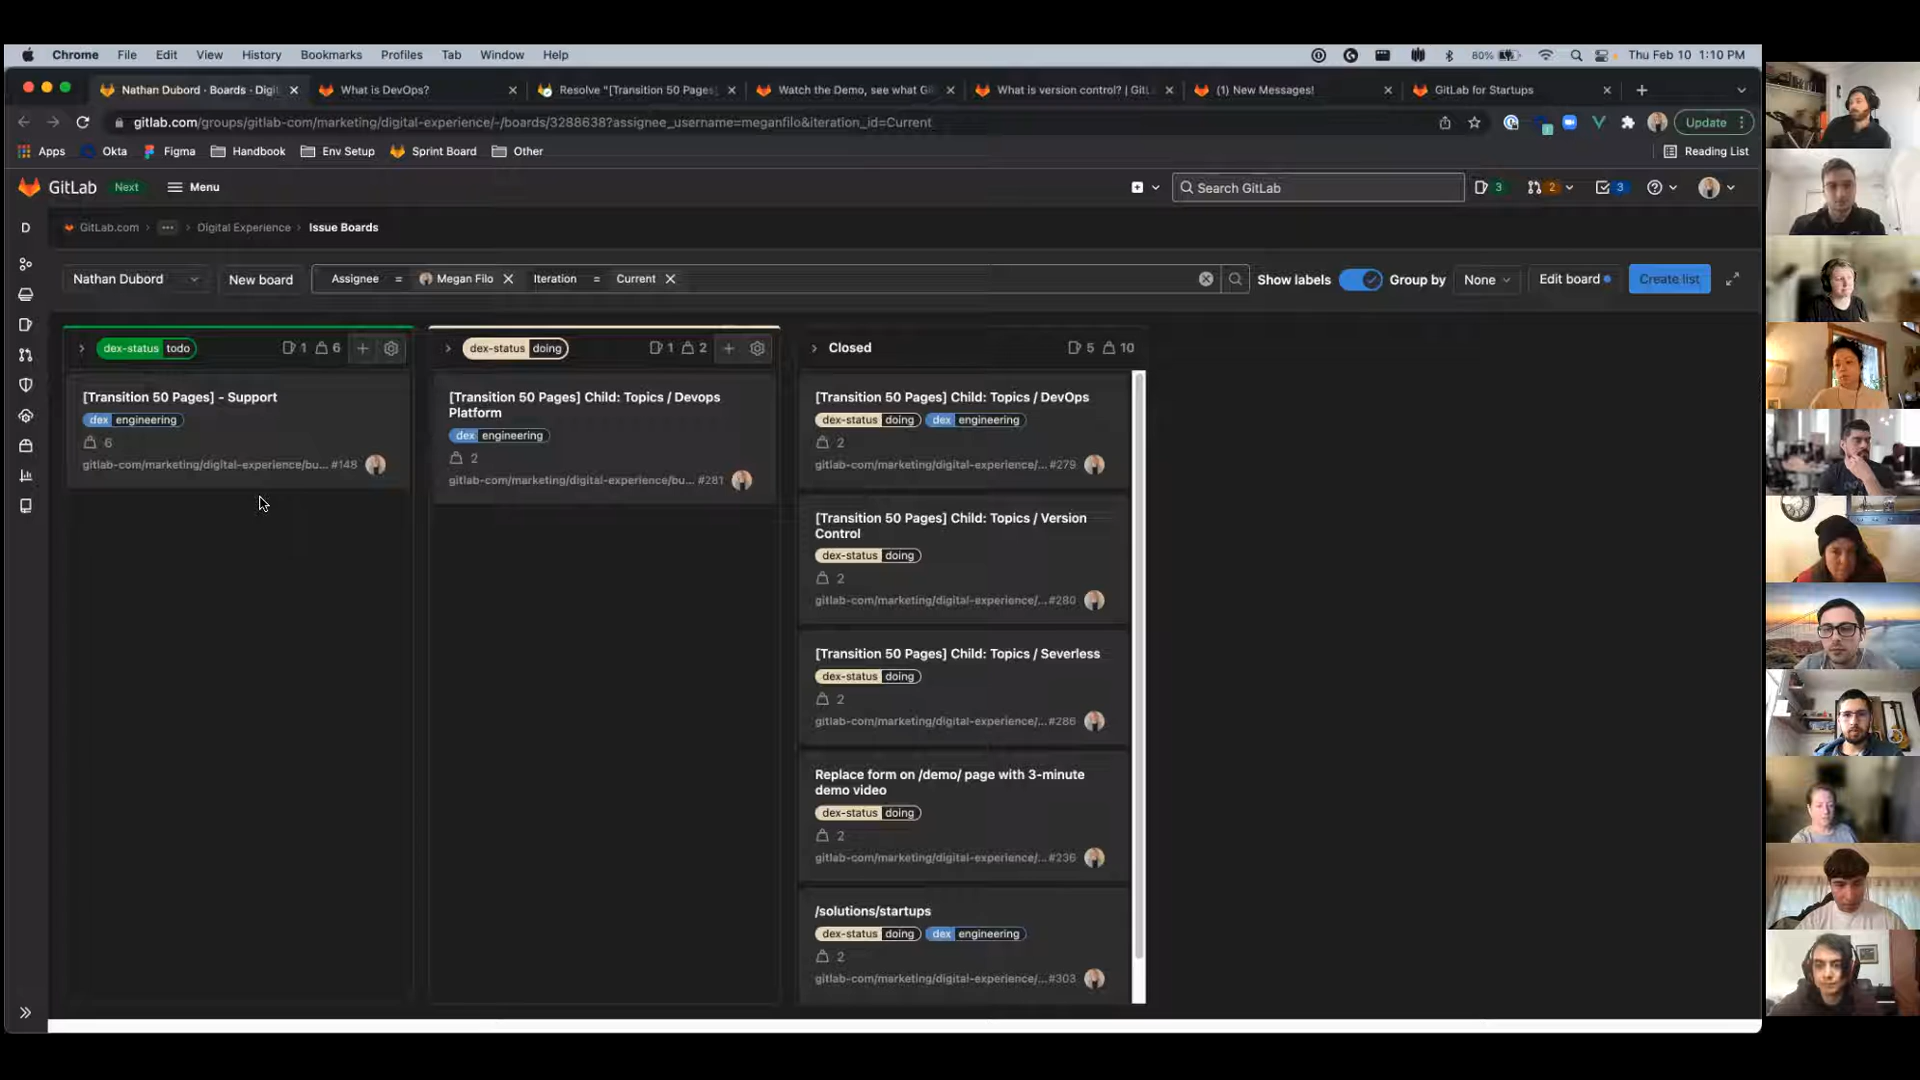 Chrome File Edit View History Bookmarks Profiles Tab Window Help 80% Thu Feb 10 1:10 PM
Nathan Dubord · Boards · Digi What is DevOps? Resolve "[Transition 50 Pages] Watch the Demo, see what Gi What is version control? | GitL (1) New Messages! GitLab for Startups
gitlab.com/groups/gitlab-com/marketing/digital-experience/-/boards/3288638?assignee_username=meganfilo&iteration_id=Current Update
Apps Okta Figma Handbook Env Setup Sprint Board Other Reading List
GitLab Next Menu Search GitLab 3 2 3
D GitLab.com › ··· › Digital Experience › Issue Boards
Nathan Dubord New board Assignee = Megan Filo Iteration = Current Show labels Group by None Edit board Create list
dex-status todo 1 6
[Transition 50 Pages] - Support
dex engineering
6
gitlab-com/marketing/digital-experience/bu... #148
dex-status doing 1 2
[Transition 50 Pages] Child: Topics / Devops
Platform
dex engineering
2
gitlab-com/marketing/digital-experience/bu... #281
Closed 5 10
[Transition 50 Pages] Child: Topics / DevOps
dex-status doing dex engineering
2
gitlab-com/marketing/digital-experience/... #279
[Transition 50 Pages] Child: Topics / Version
Control
dex-status doing
2
gitlab-com/marketing/digital-experience/... #280
[Transition 50 Pages] Child: Topics / Severless
dex-status doing
2
gitlab-com/marketing/digital-experience/... #286
Replace form on /demo/ page with 3-minute
demo video
dex-status doing
2
gitlab-com/marketing/digital-experience/... #236
/solutions/startups
dex-status doing dex engineering
2
gitlab-com/marketing/digital-experience/... #303